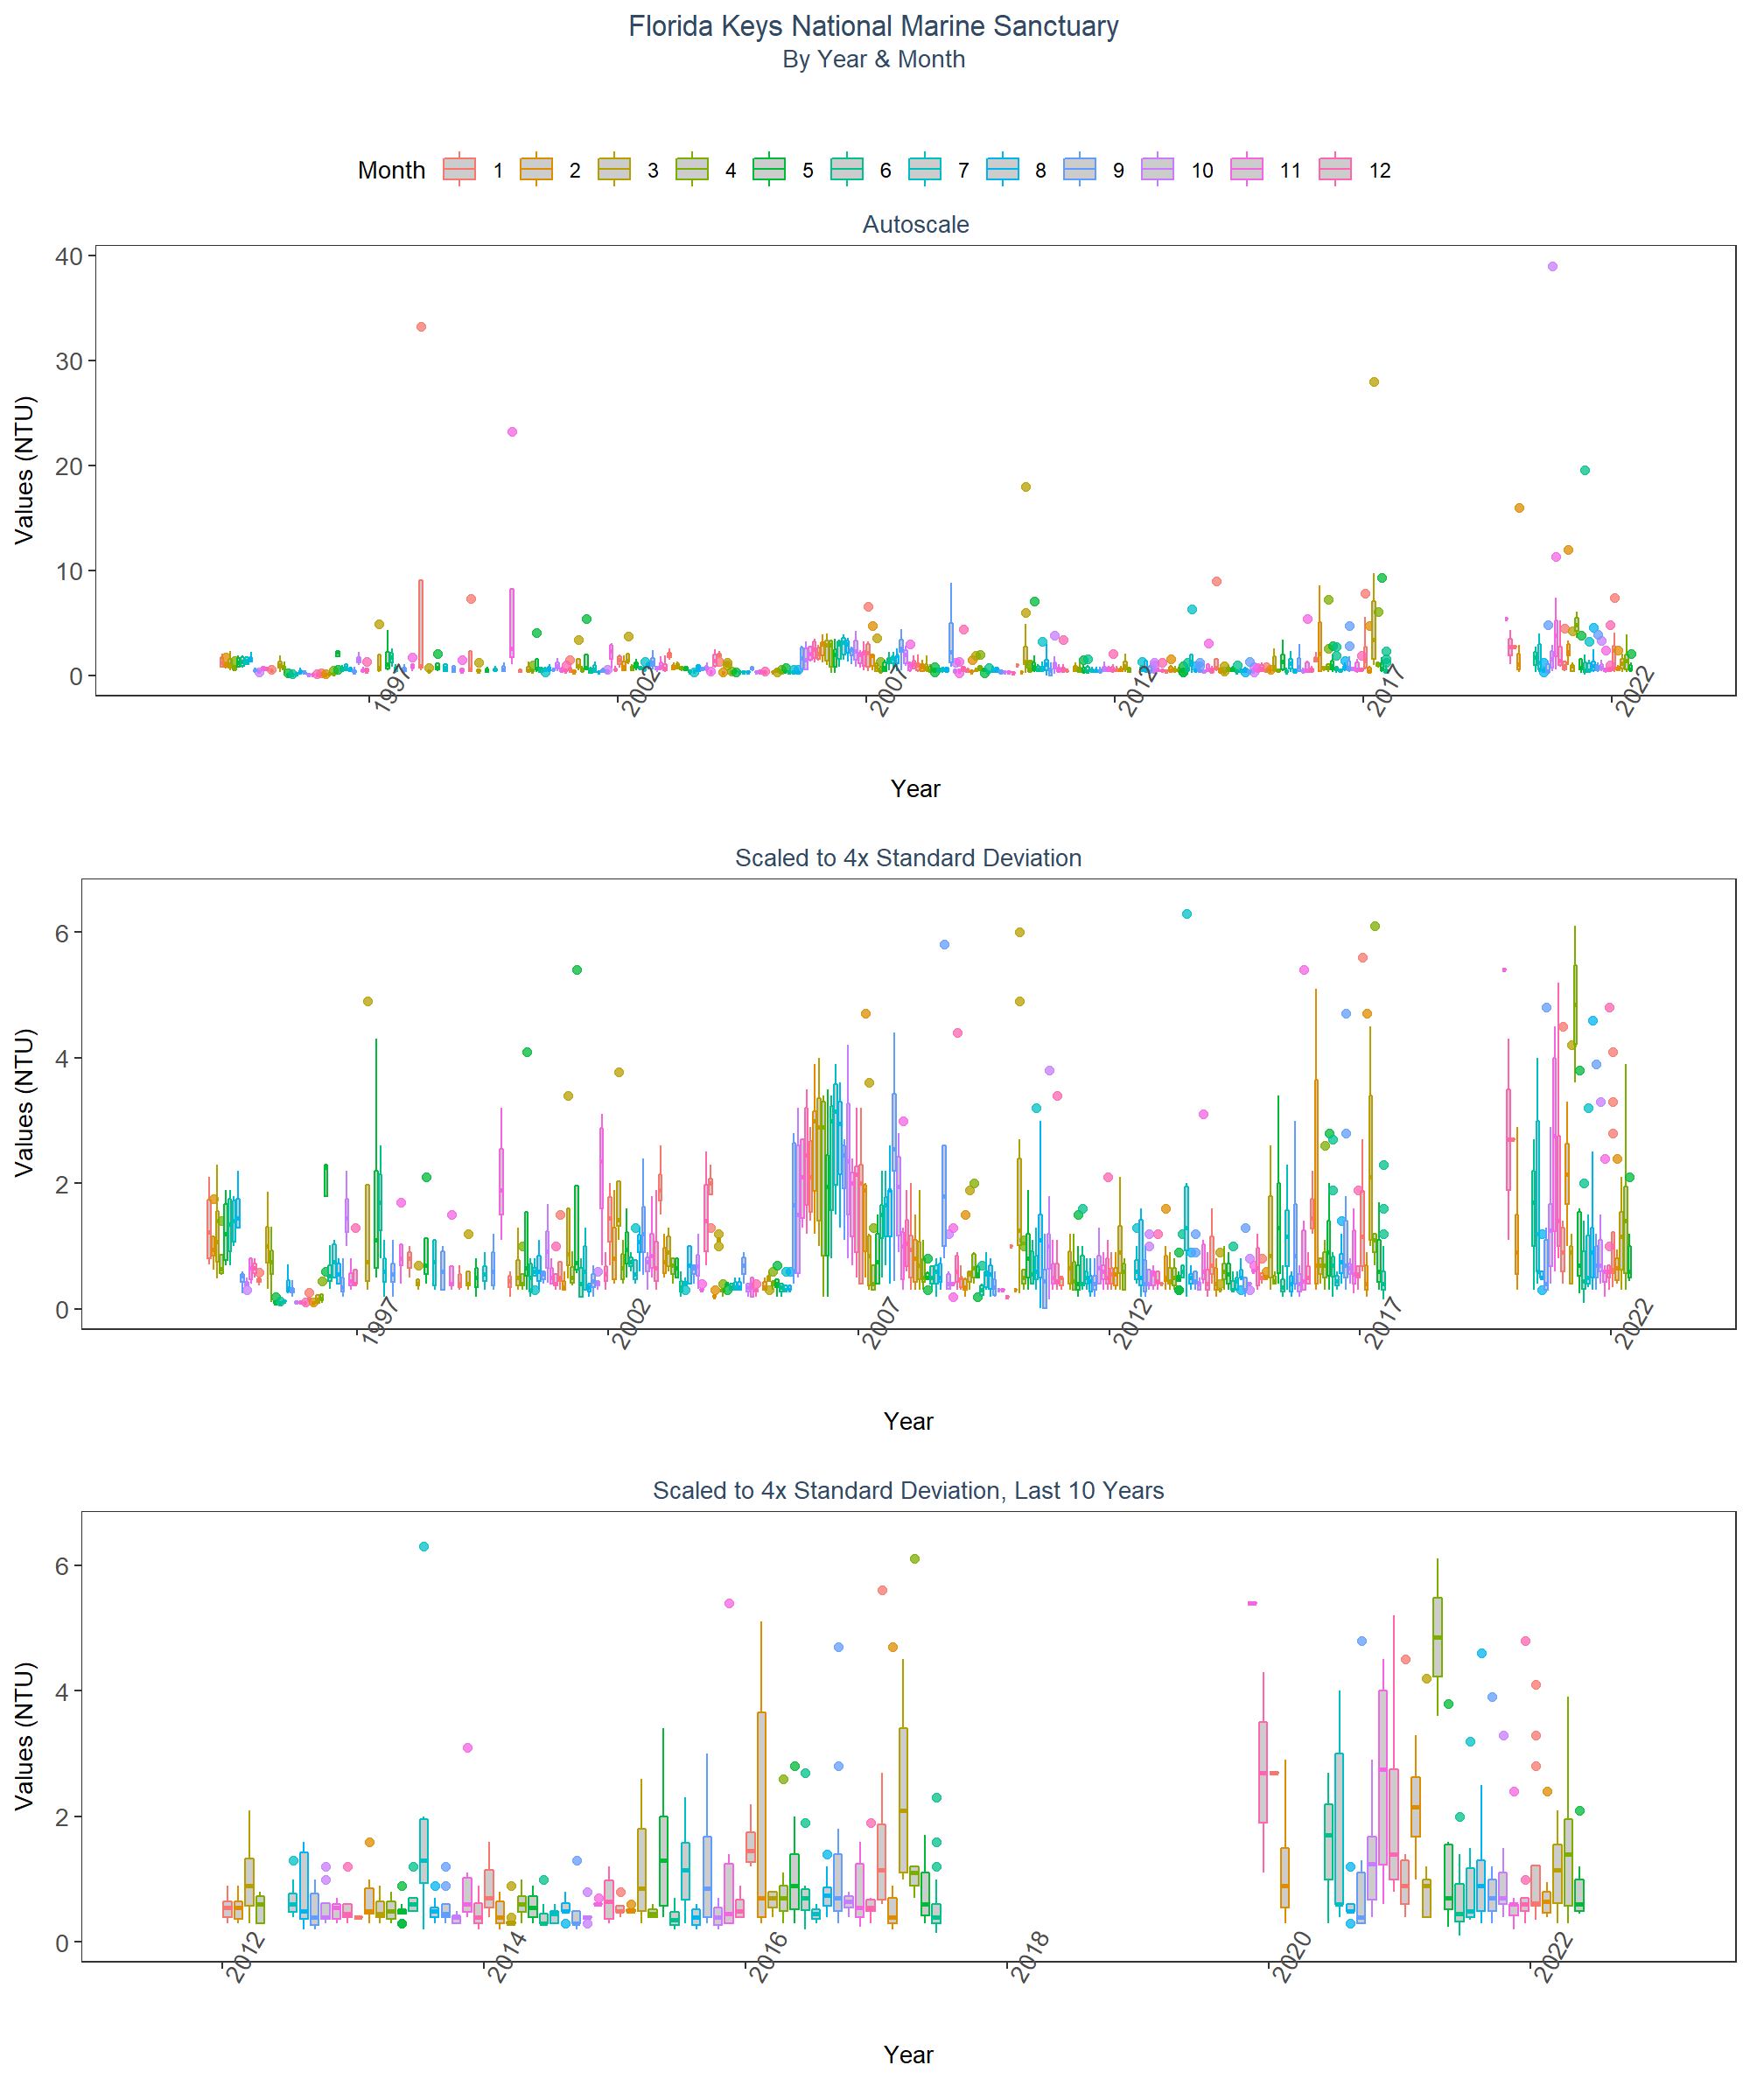 Florida Keys National Marine Sanctuary
By Year & Month
Month 1 2 3 4 5 6 7 8 9 10 11 12
Autoscale
40
30
20
10
0
Values (NTU)
1997 2002 2007 2012 2017 2022
Year
Scaled to 4x Standard Deviation
6
4
2
0
Values (NTU)
1997 2002 2007 2012 2017 2022
Year
Scaled to 4x Standard Deviation, Last 10 Years
6
4
2
0
Values (NTU)
2012 2014 2016 2018 2020 2022
Year